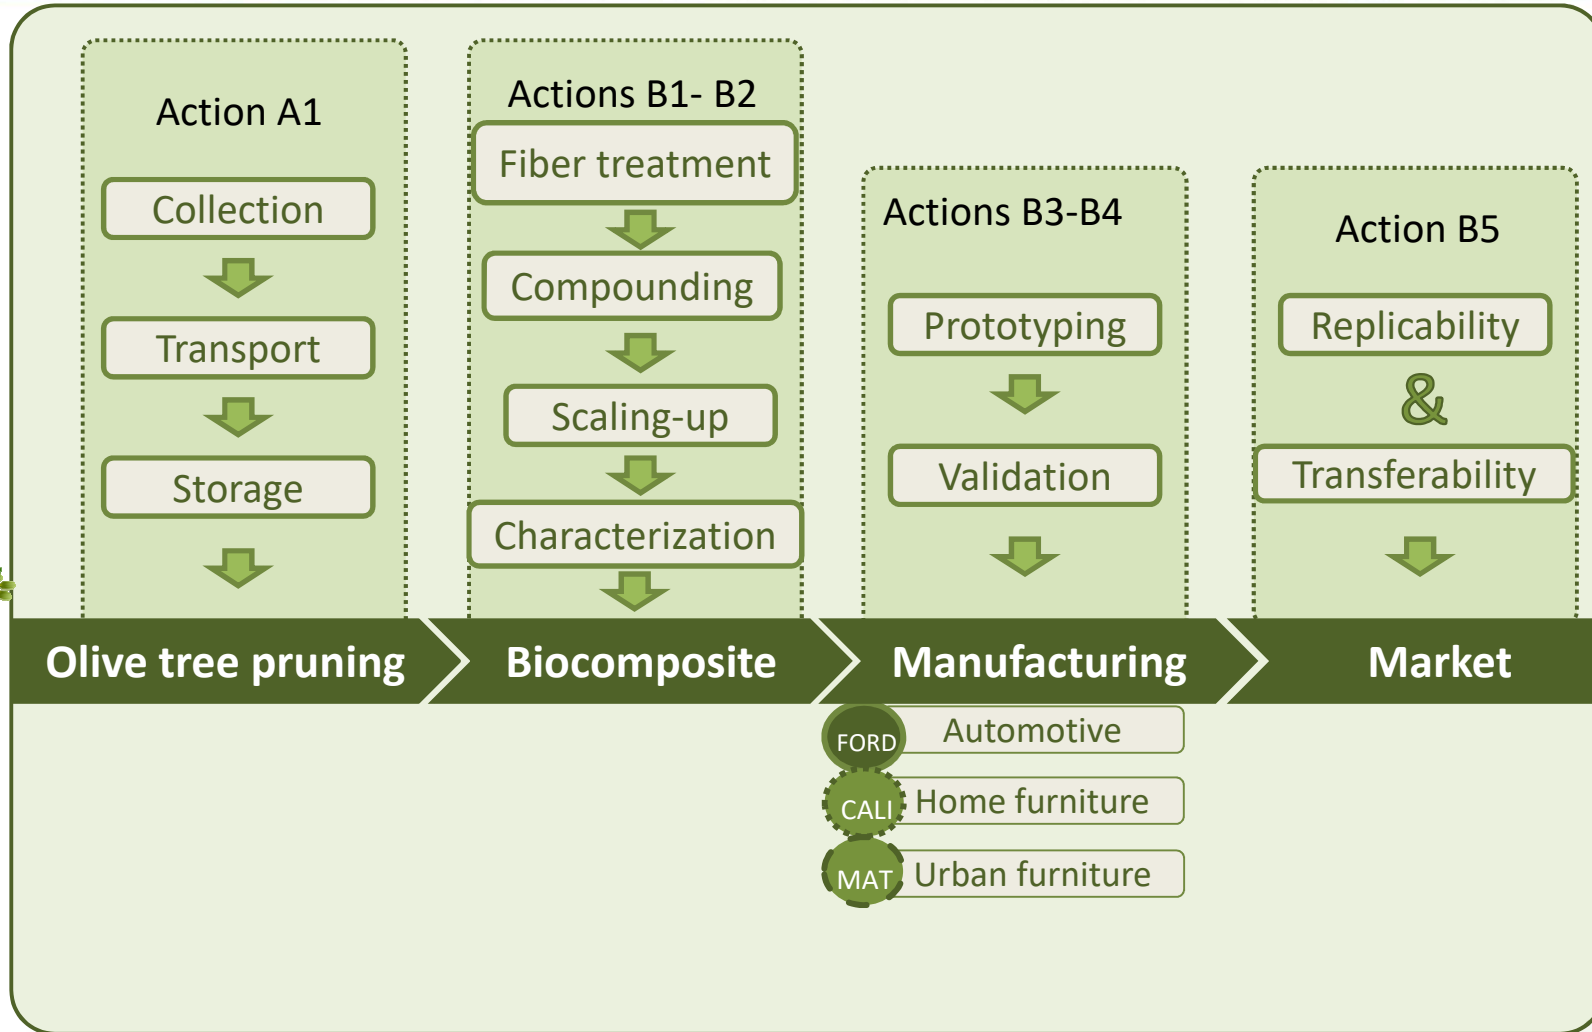 Action A1
Collection
Transport
Storage
Actions B1- B2
Fiber treatment
Compounding
Scaling-up
Characterization
Actions B3-B4
Prototyping
Validation
Action B5
Replicability
&
Transferability
Olive tree pruning
Biocomposite
Manufacturing
Market
FORD Automotive
CALI Home furniture
MAT Urban furniture